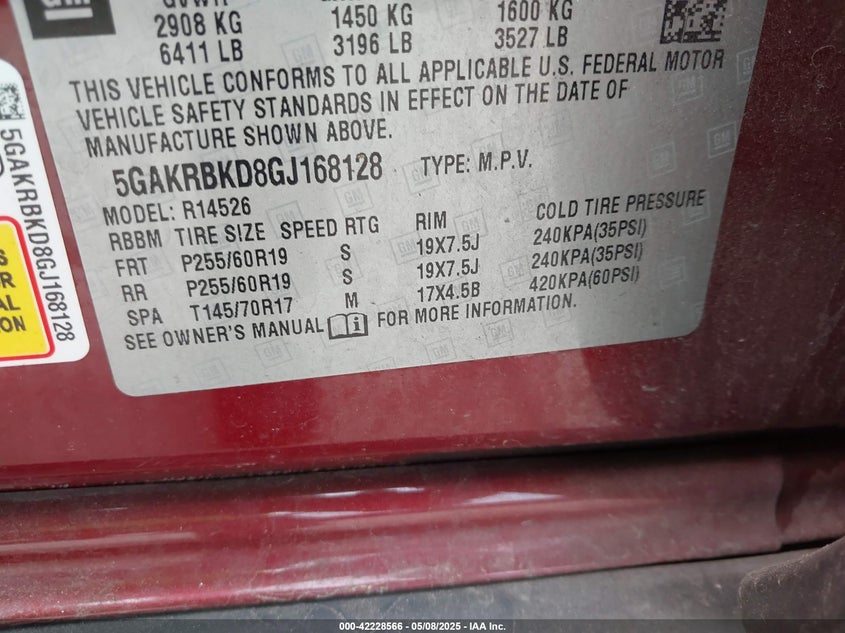 GM
2908 KG 1450 KG 1600 KG
6411 LB 3196 LB 3527 LB
THIS VEHICLE CONFORMS TO ALL APPLICABLE U.S. FEDERAL MOTOR
VEHICLE SAFETY STANDARDS IN EFFECT ON THE DATE OF
MANUFACTURE SHOWN ABOVE.
5GAKRBKD8GJ168128 TYPE: M.P.V.
MODEL: R14526
RBBM TIRE SIZE SPEED RTG RIM COLD TIRE PRESSURE
FRT P255/60R19 S 19X7.5J 240KPA(35PSI)
RR P255/60R19 S 19X7.5J 240KPA(35PSI)
SPA T145/70R17 M 17X4.5B 420KPA(60PSI)
SEE OWNER'S MANUAL FOR MORE INFORMATION.
5GAKRBKD8GJ168128
000-42228566 - 05/08/2025 - IAA Inc.